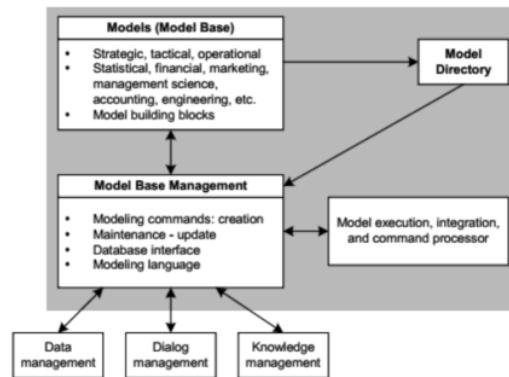 Models (Model Base)
• Strategic, tactical, operational
• Statistical, financial, marketing,
management science,
accounting, engineering, etc.
• Model building blocks
Model
Directory
Model Base Management
• Modeling commands: creation
• Maintenance - update
• Database interface
• Modeling language
Model execution, integration,
and command processor
Data
management
Dialog
management
Knowledge
management